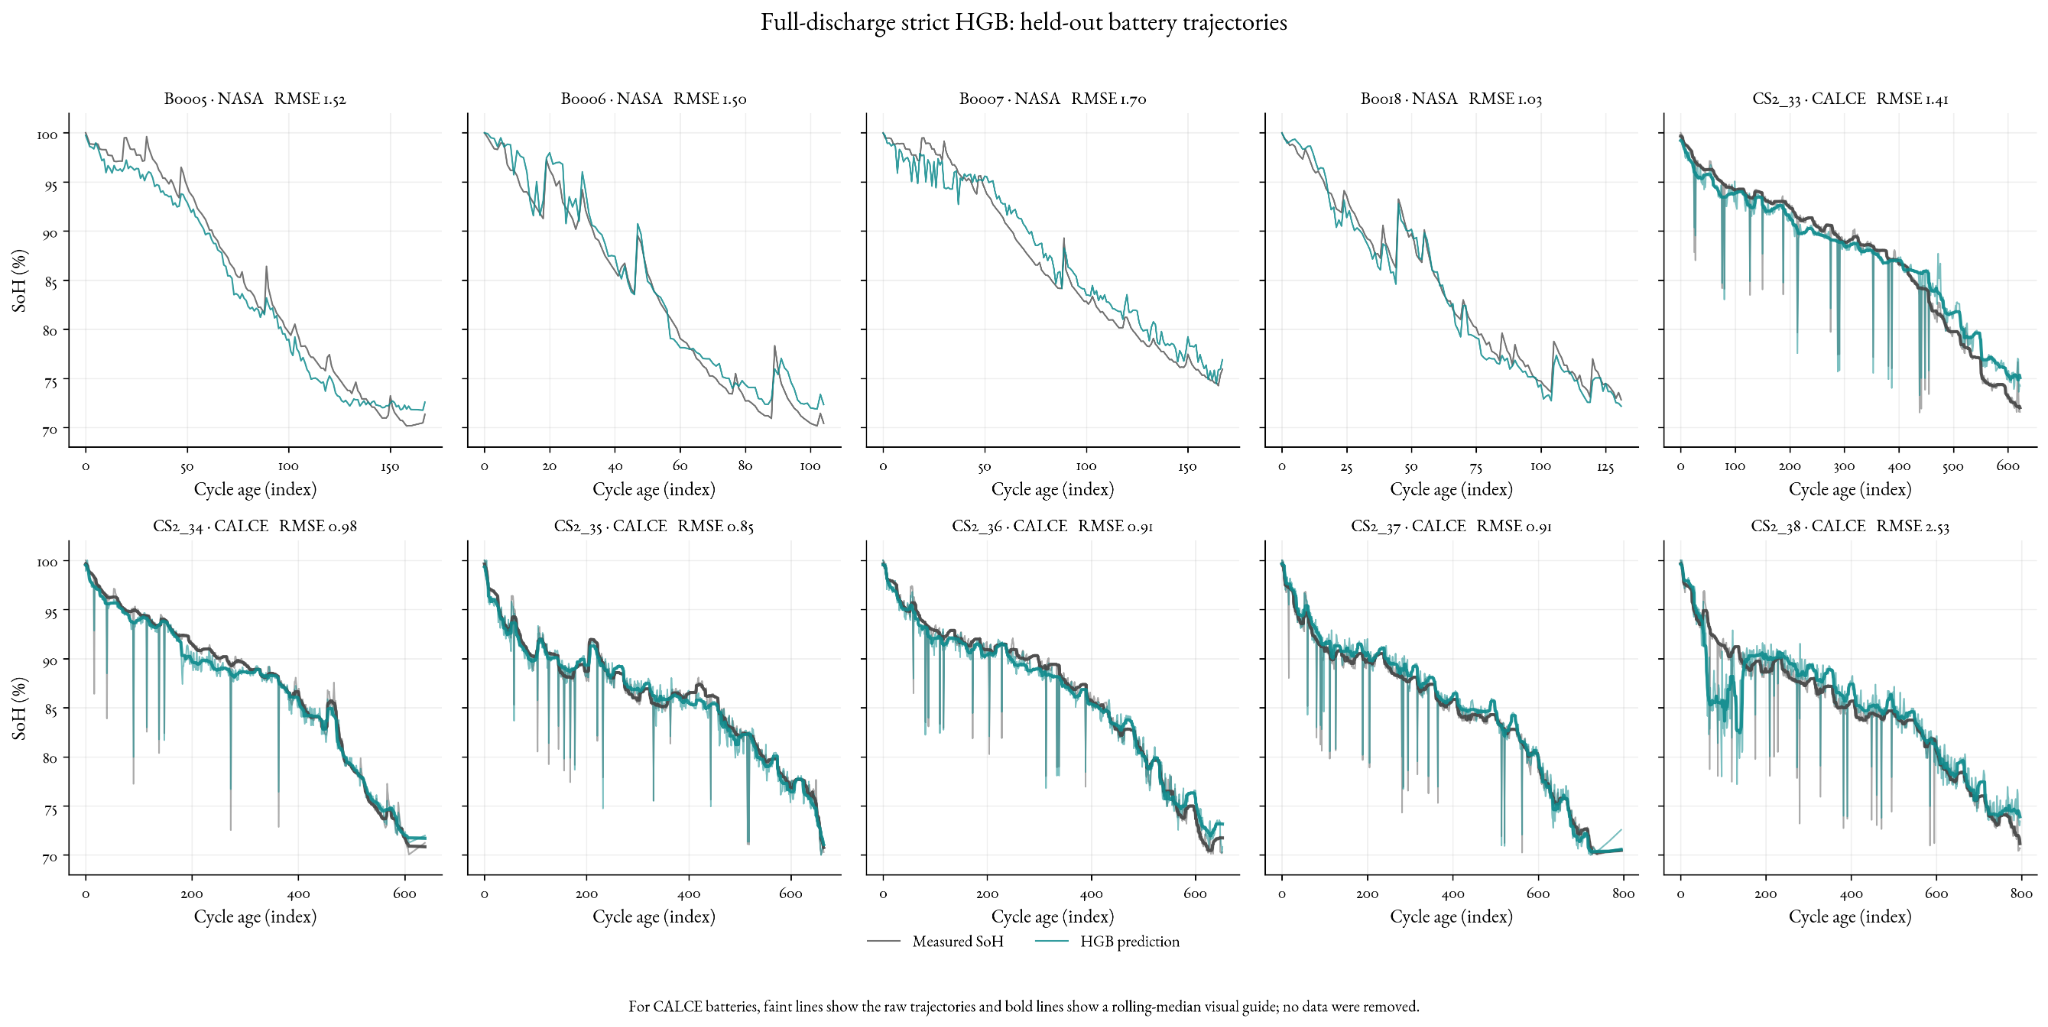 Full-discharge strict HGB: held-out battery trajectories
B0005 · NASA RMSE 1.52
B0006 · NASA RMSE 1.50
B0007 · NASA RMSE 1.70
B0018 · NASA RMSE 1.03
CS2_33 · CALCE RMSE 1.41
SoH (%)
100
95
90
85
80
75
70
0 50 100 150
0 20 40 60 80 100
0 50 100 150
0 25 50 75 100 125
0 100 200 300 400 500 600
Cycle age (index)
Cycle age (index)
Cycle age (index)
Cycle age (index)
Cycle age (index)
CS2_34 · CALCE RMSE 0.98
CS2_35 · CALCE RMSE 0.85
CS2_36 · CALCE RMSE 0.91
CS2_37 · CALCE RMSE 0.91
CS2_38 · CALCE RMSE 2.53
SoH (%)
100
95
90
85
80
75
70
0 200 400 600
0 200 400 600
0 200 400 600
0 200 400 600 800
0 200 400 600 800
Cycle age (index)
Cycle age (index)
Cycle age (index)
Cycle age (index)
Cycle age (index)
Measured SoH
HGB prediction
For CALCE batteries, faint lines show the raw trajectories and bold lines show a rolling-median visual guide; no data were removed.